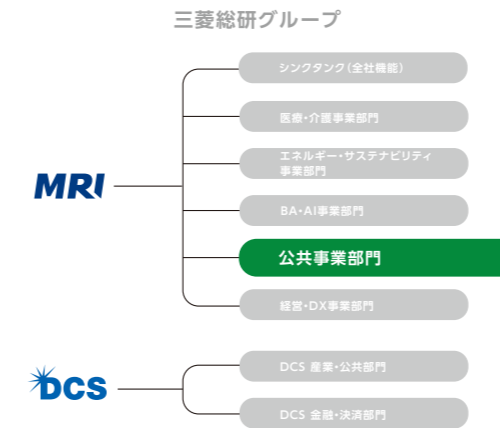 三菱総研グループ
シンクタンク(全社機能)
医療・介護事業部門
エネルギー・サステナビリティ
事業部門
MRI
BA・AI事業部門
公共事業部門
経営・DX事業部門
DCS 産業・公共部門
DCS
DCS 金融・決済部門